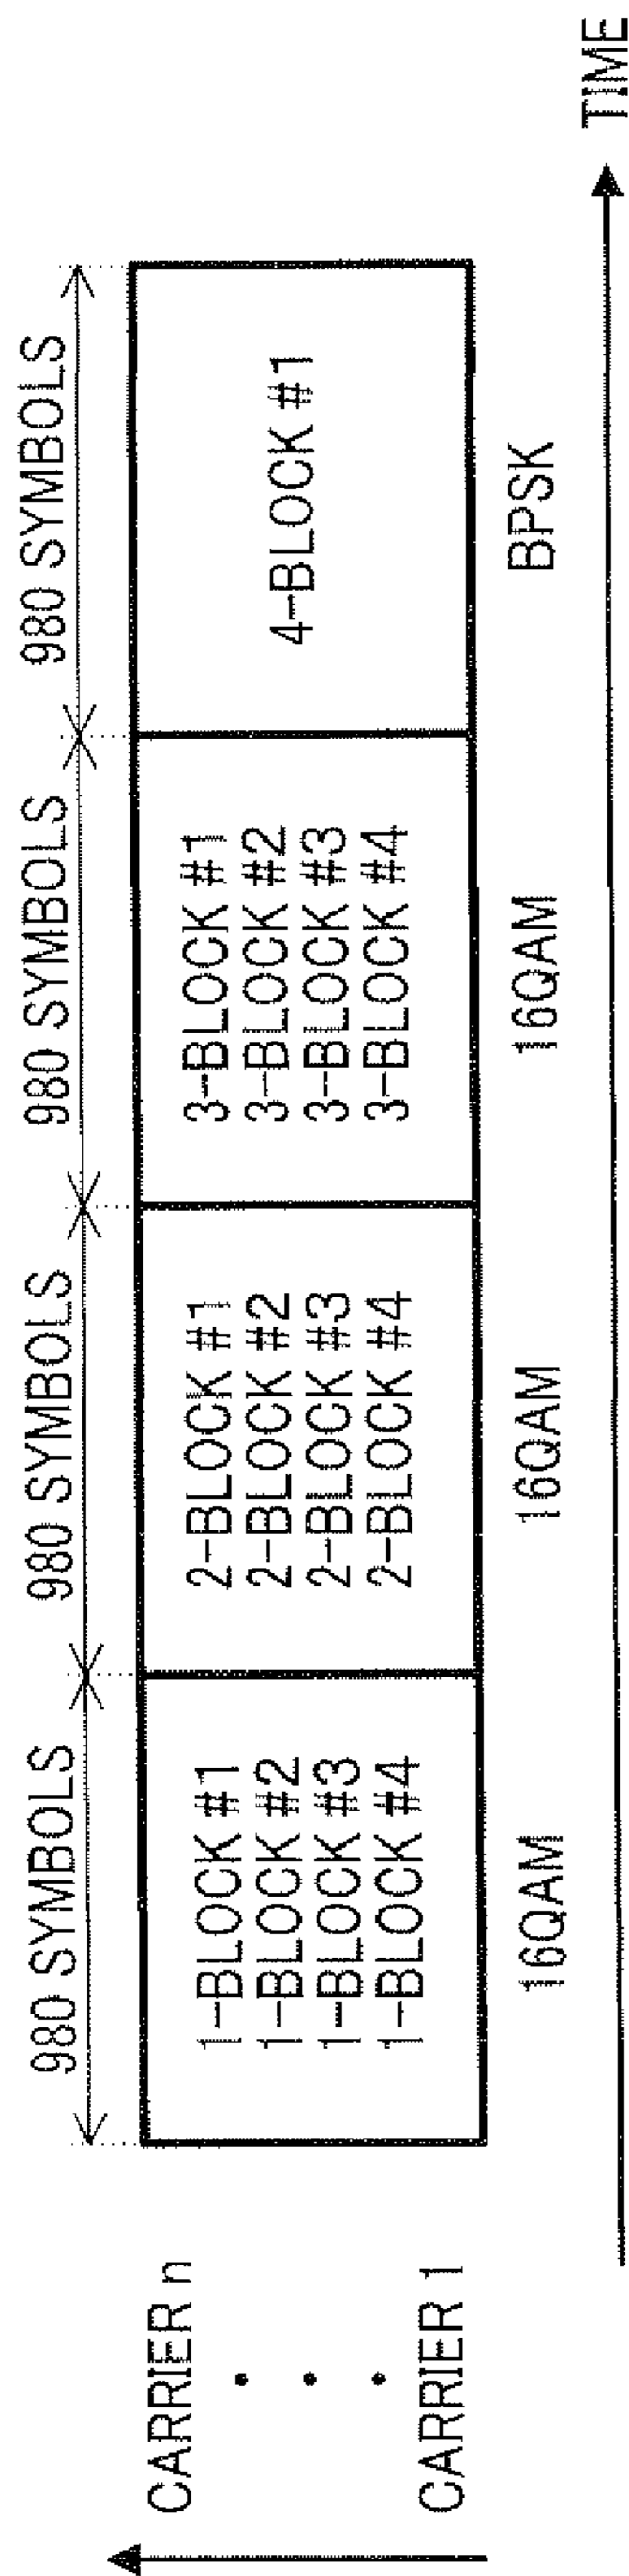 980 SYMBOLS 980 SYMBOLS 980 SYMBOLS 980 SYMBOLS
CARRIER n
CARRIER 1
1-BLOCK #1
1-BLOCK #2
1-BLOCK #3
1-BLOCK #4
2-BLOCK #1
2-BLOCK #2
2-BLOCK #3
2-BLOCK #4
3-BLOCK #1
3-BLOCK #2
3-BLOCK #3
3-BLOCK #4
4-BLOCK #1
16QAM 16QAM 16QAM BPSK
TIME